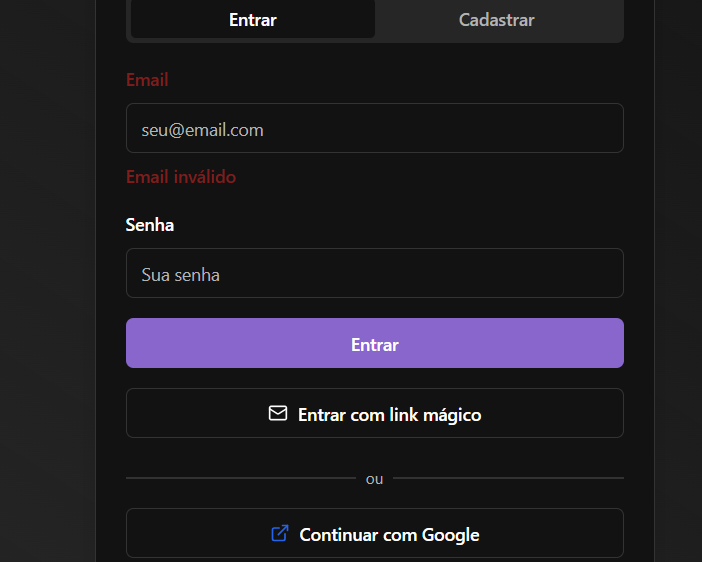 Entrar Cadastrar
Email
seu@email.com
Email inválido
Senha
Sua senha
Entrar
Entrar com link mágico
ou
Continuar com Google